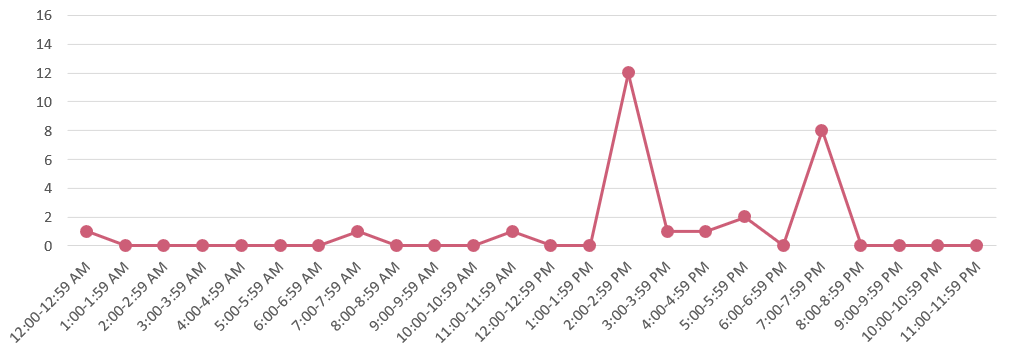 16
14
12
10
8
6
4
2
0
12:00-12:59 AM
1:00-1:59 AM
2:00-2:59 AM
3:00-3:59 AM
4:00-4:59 AM
5:00-5:59 AM
6:00-6:59 AM
7:00-7:59 AM
8:00-8:59 AM
9:00-9:59 AM
10:00-10:59 AM
11:00-11:59 AM
12:00-12:59 PM
1:00-1:59 PM
2:00-2:59 PM
3:00-3:59 PM
4:00-4:59 PM
5:00-5:59 PM
6:00-6:59 PM
7:00-7:59 PM
8:00-8:59 PM
9:00-9:59 PM
10:00-10:59 PM
11:00-11:59 PM